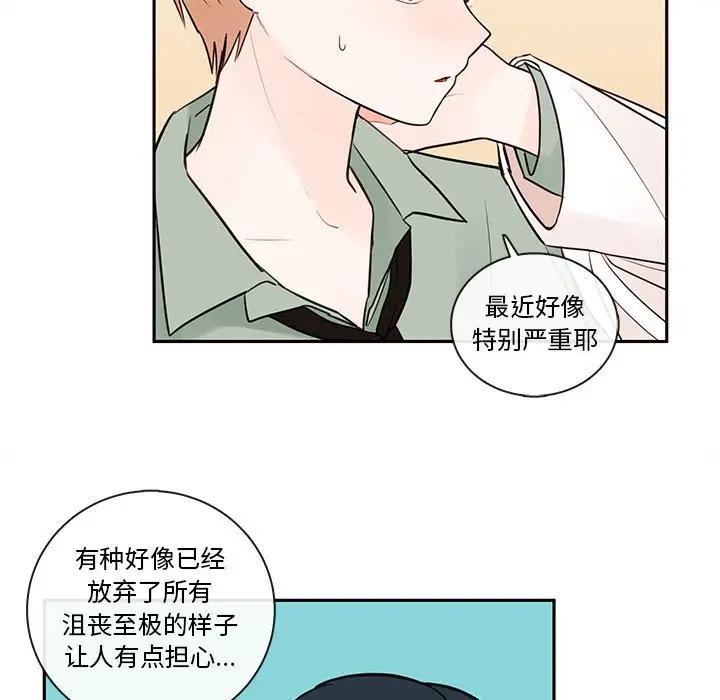 最近好像
特别严重耶
有种好像已经
放弃了所有
沮丧至极的样子
让人有点担心...